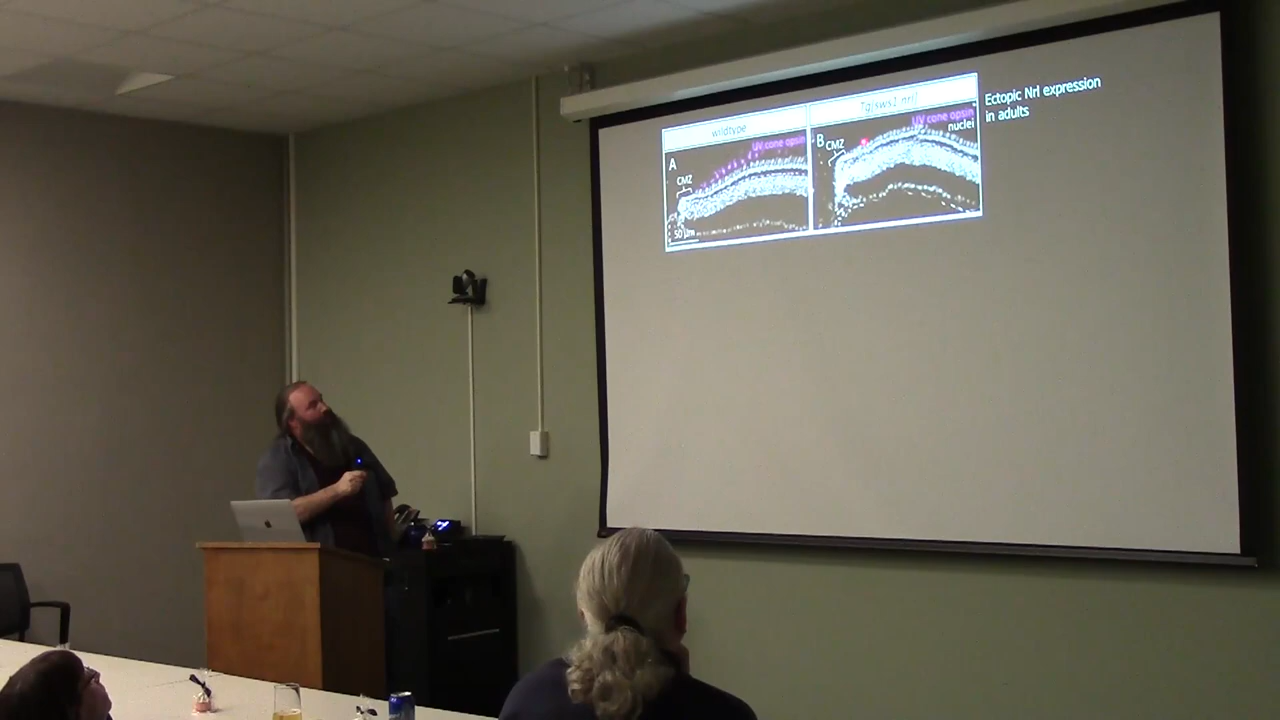 wildtype
Tg(sws1:nrl)
Ectopic Nrl expression
in adults
A
UV cone opsin
CMZ
50 µm
B
CMZ
UV cone opsin
nuclei